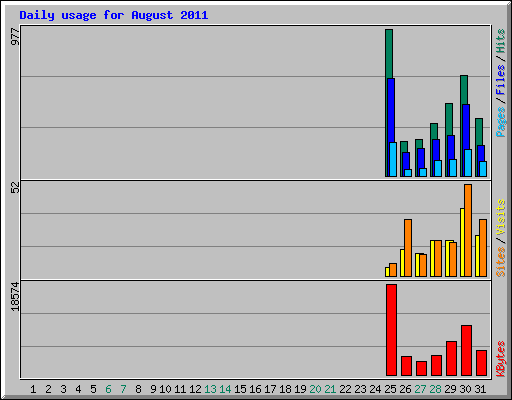 Daily usage for August 2011
977
52
18574
Pages/Files/Hits
Sites/Visits
KBytes
1 2 3 4 5 6 7 8 9 10 11 12 13 14 15 16 17 18 19 20 21 22 23 24 25 26 27 28 29 30 31